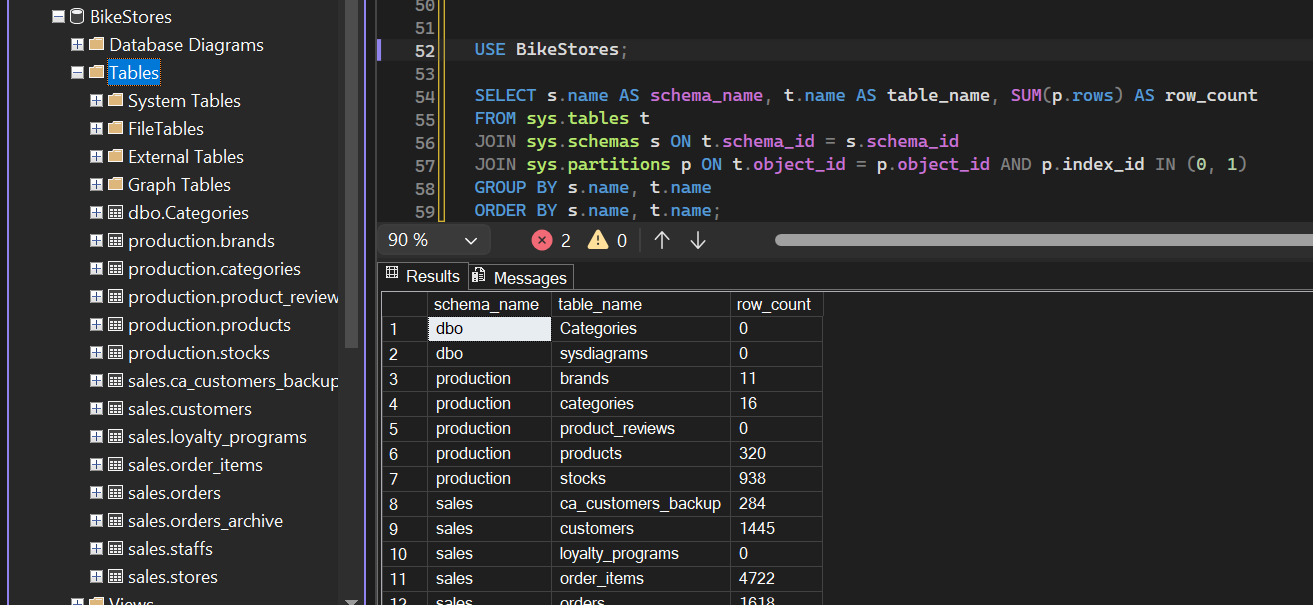 BikeStores
Database Diagrams
Tables
System Tables
FileTables
External Tables
Graph Tables
dbo.Categories
production.brands
production.categories
production.product_review
production.products
production.stocks
sales.ca_customers_backup
sales.customers
sales.loyalty_programs
sales.order_items
sales.orders
sales.orders_archive
sales.staffs
sales.stores
Views
50
51
52 USE BikeStores;
53
54 SELECT s.name AS schema_name, t.name AS table_name, SUM(p.rows) AS row_count
55 FROM sys.tables t
56 JOIN sys.schemas s ON t.schema_id = s.schema_id
57 JOIN sys.partitions p ON t.object_id = p.object_id AND p.index_id IN (0, 1)
58 GROUP BY s.name, t.name
59 ORDER BY s.name, t.name;
90 % 2 0
Results Messages
schema_name table_name row_count
1 dbo Categories 0
2 dbo sysdiagrams 0
3 production brands 11
4 production categories 16
5 production product_reviews 0
6 production products 320
7 production stocks 938
8 sales ca_customers_backup 284
9 sales customers 1445
10 sales loyalty_programs 0
11 sales order_items 4722
12 sales orders 1618